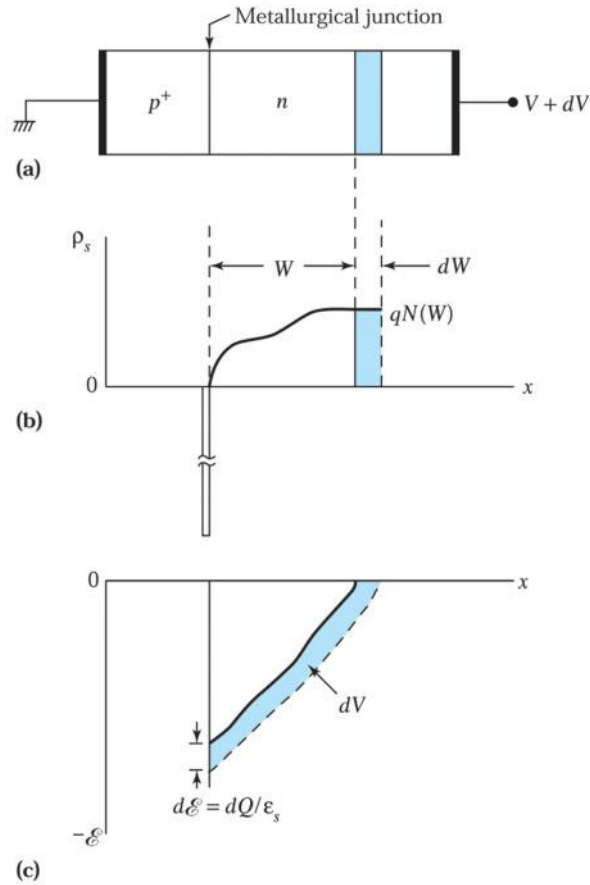 Metallurgical junction
p⁺
n
V + dV
(a)
ρₛ
W
dW
qN(W)
0
x
(b)
0
x
dV
dℰ = dQ/εₛ
−ℰ
(c)